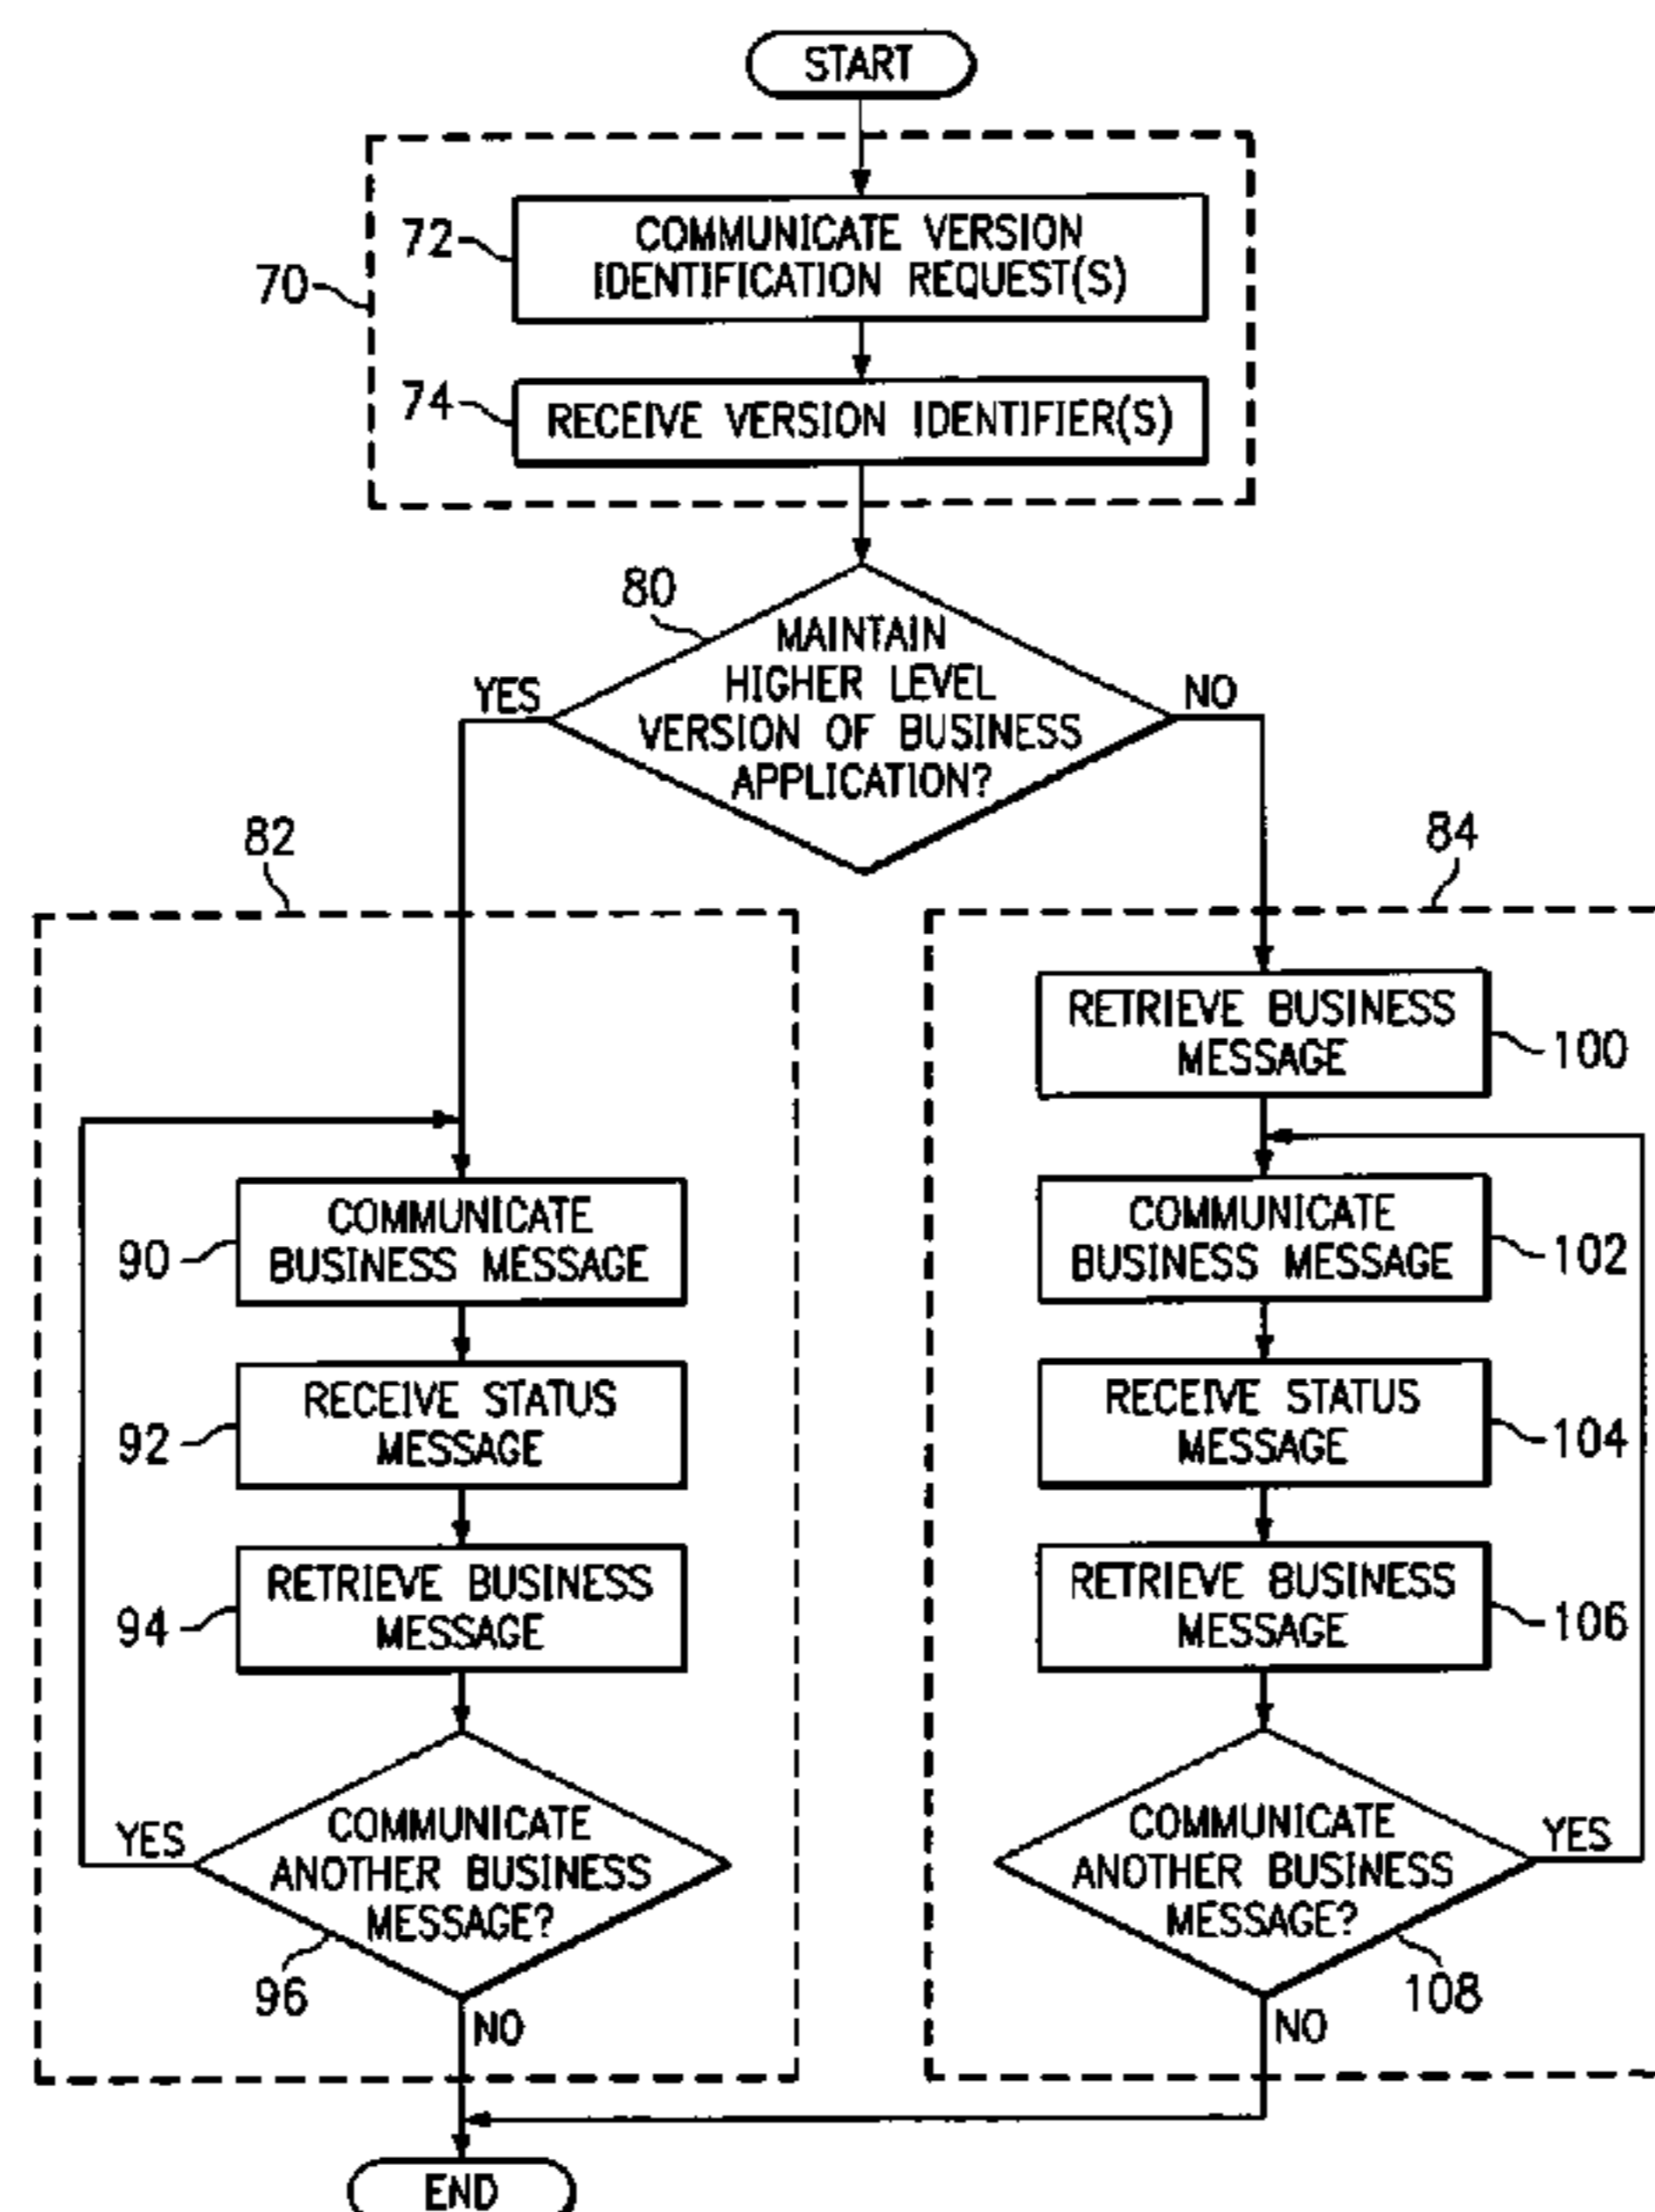 START
72
COMMUNICATE VERSION
IDENTIFICATION REQUEST(S)
70
74
RECEIVE VERSION IDENTIFIER(S)
80
MAINTAIN
HIGHER LEVEL
VERSION OF BUSINESS
APPLICATION?
YES
NO
82
84
RETRIEVE BUSINESS
MESSAGE
100
COMMUNICATE
BUSINESS MESSAGE
90
COMMUNICATE
BUSINESS MESSAGE
102
RECEIVE STATUS
MESSAGE
92
RECEIVE STATUS
MESSAGE
104
RETRIEVE BUSINESS
MESSAGE
94
RETRIEVE BUSINESS
MESSAGE
106
YES
COMMUNICATE
ANOTHER BUSINESS
MESSAGE?
96
NO
COMMUNICATE
ANOTHER BUSINESS
MESSAGE?
YES
108
NO
END